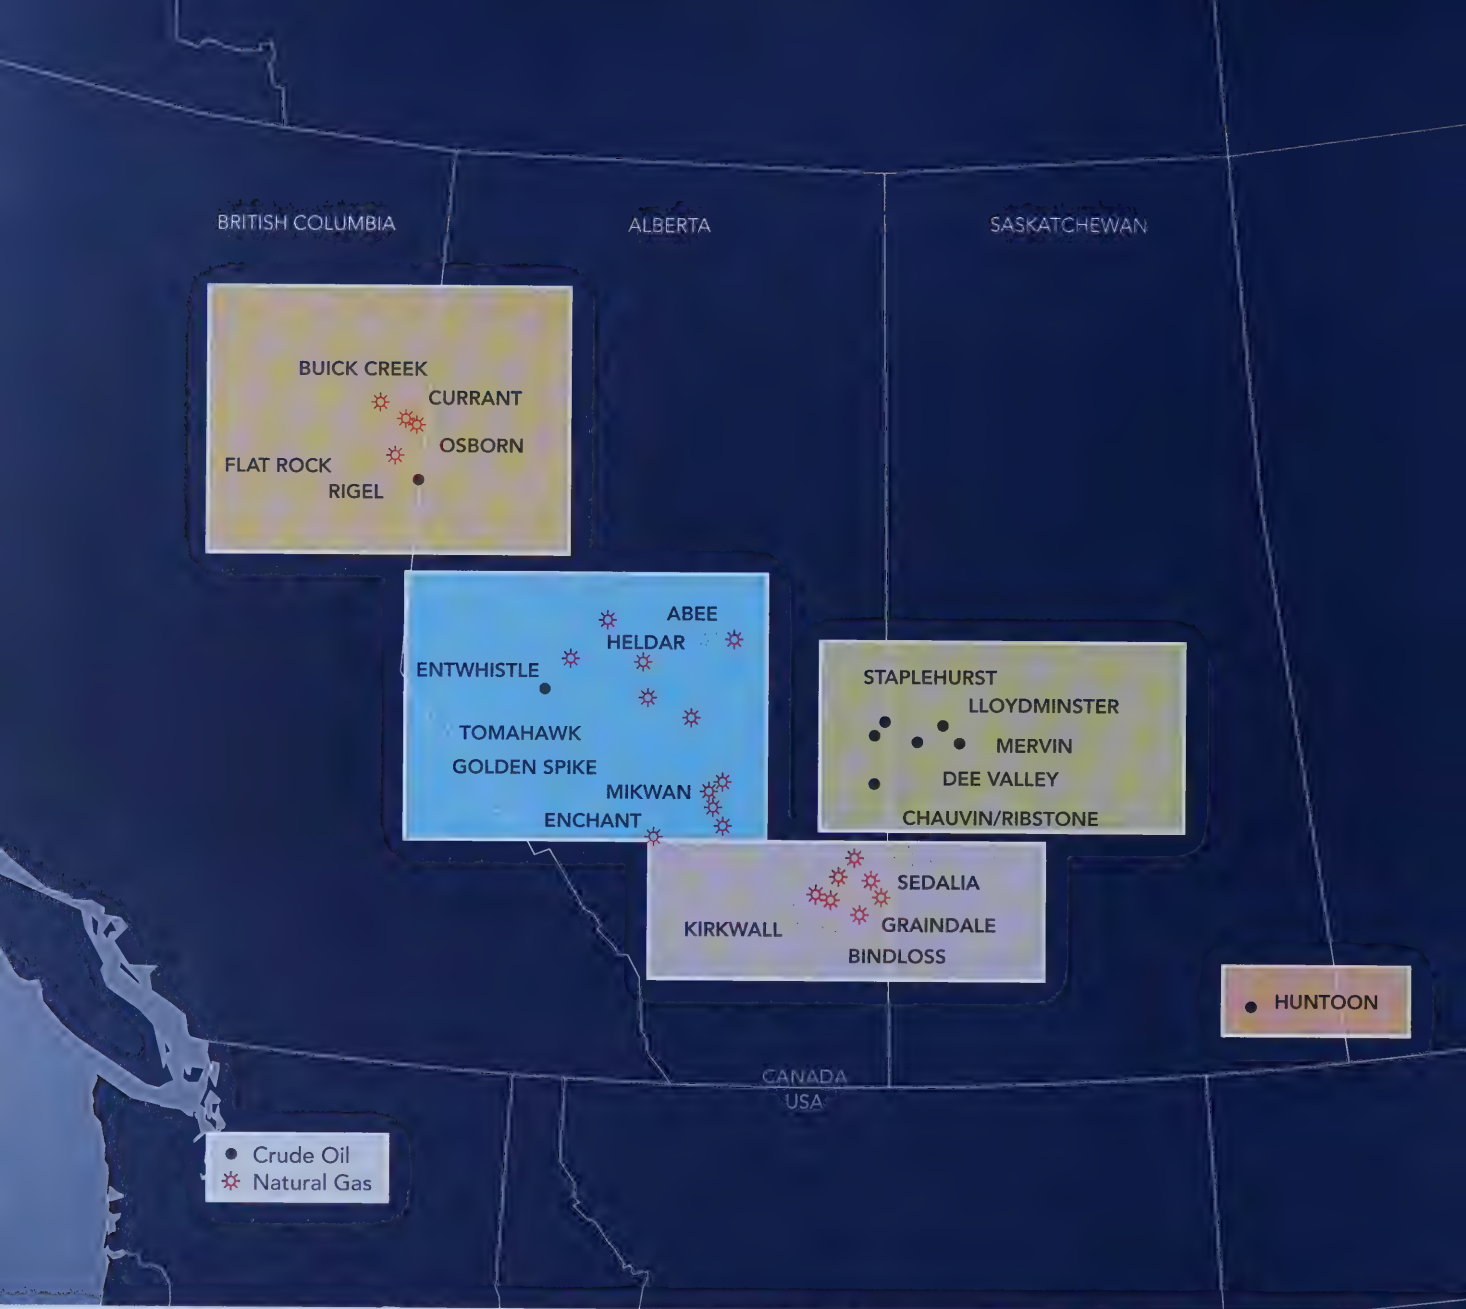 BRITISH COLUMBIA
ALBERTA
SASKATCHEWAN
BUICK CREEK
CURRANT
OSBORN
FLAT ROCK
RIGEL
ABEE
HELDAR
ENTWHISTLE
TOMAHAWK
GOLDEN SPIKE
MIKWAN
ENCHANT
STAPLEHURST
LLOYDMINSTER
MERVIN
DEE VALLEY
CHAUVIN/RIBSTONE
SEDALIA
KIRKWALL
GRAINDALE
BINDLOSS
HUNTOON
CANADA
USA
Crude Oil
Natural Gas